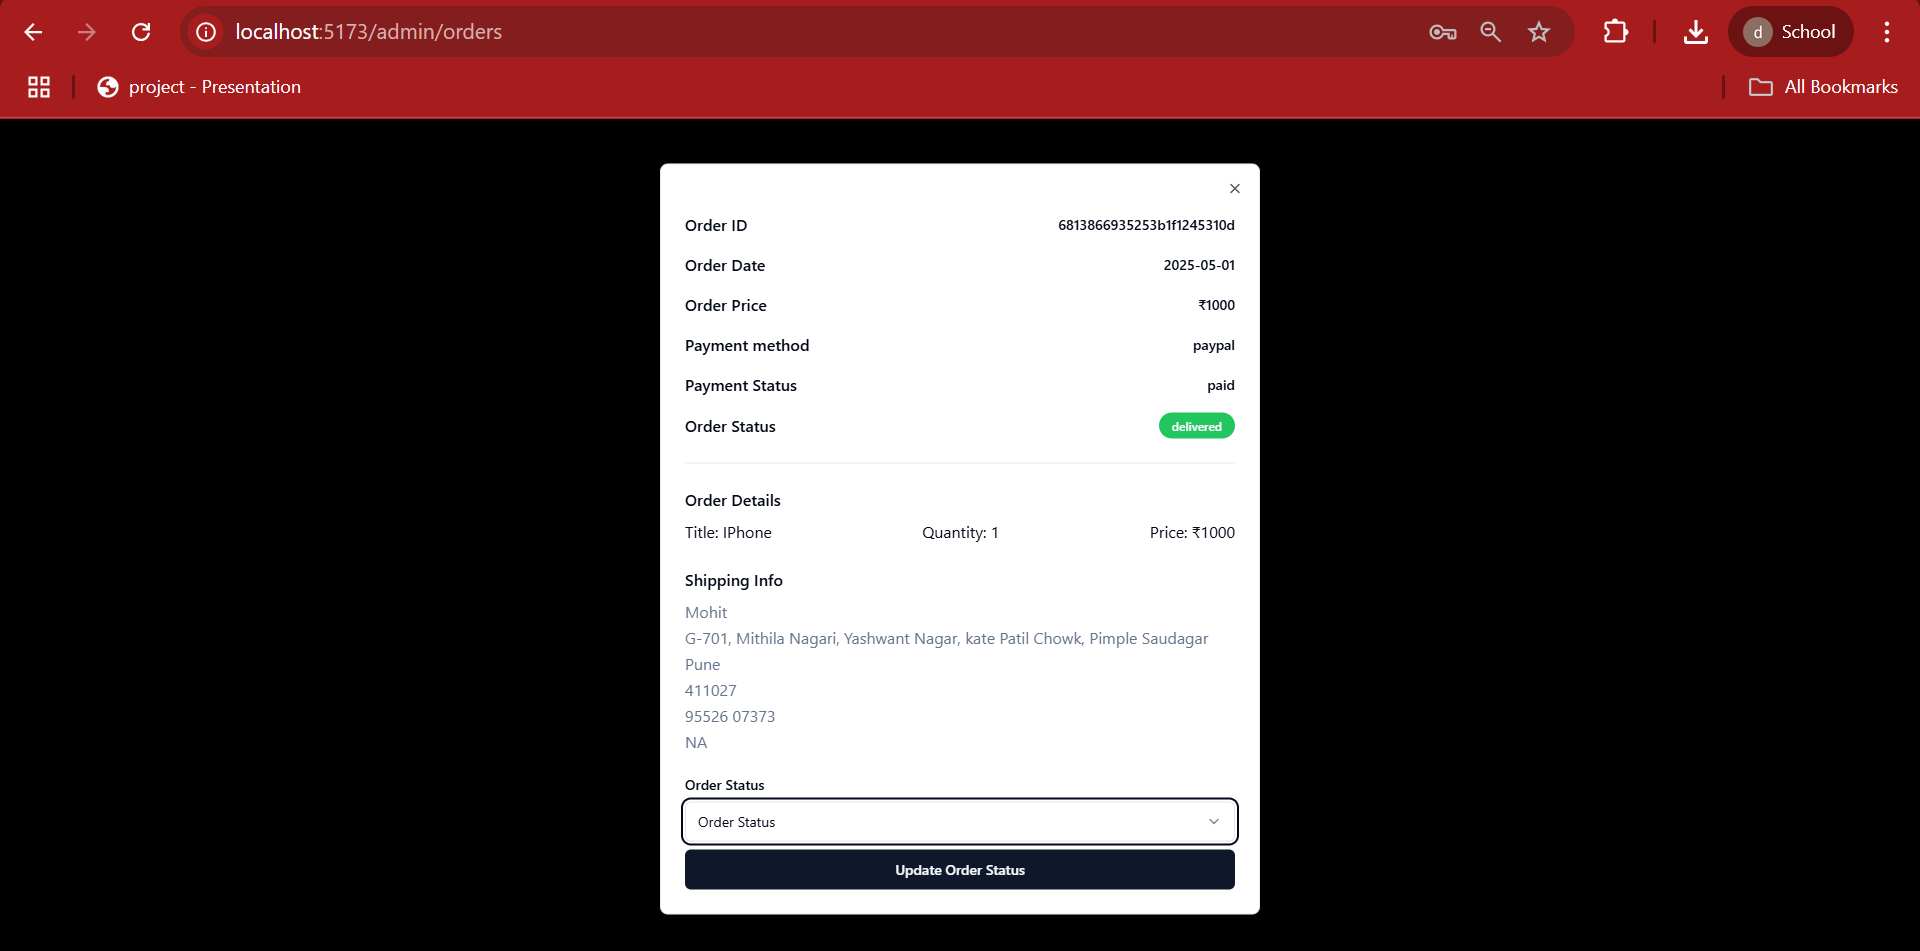 localhost:5173/admin/orders
d School
project - Presentation
All Bookmarks
Order ID 6813866935253b1f1245310d
Order Date 2025-05-01
Order Price ₹1000
Payment method paypal
Payment Status paid
Order Status delivered
Order Details
Title: IPhone Quantity: 1 Price: ₹1000
Shipping Info
Mohit
G-701, Mithila Nagari, Yashwant Nagar, kate Patil Chowk, Pimple Saudagar
Pune
411027
95526 07373
NA
Order Status
Order Status
Update Order Status